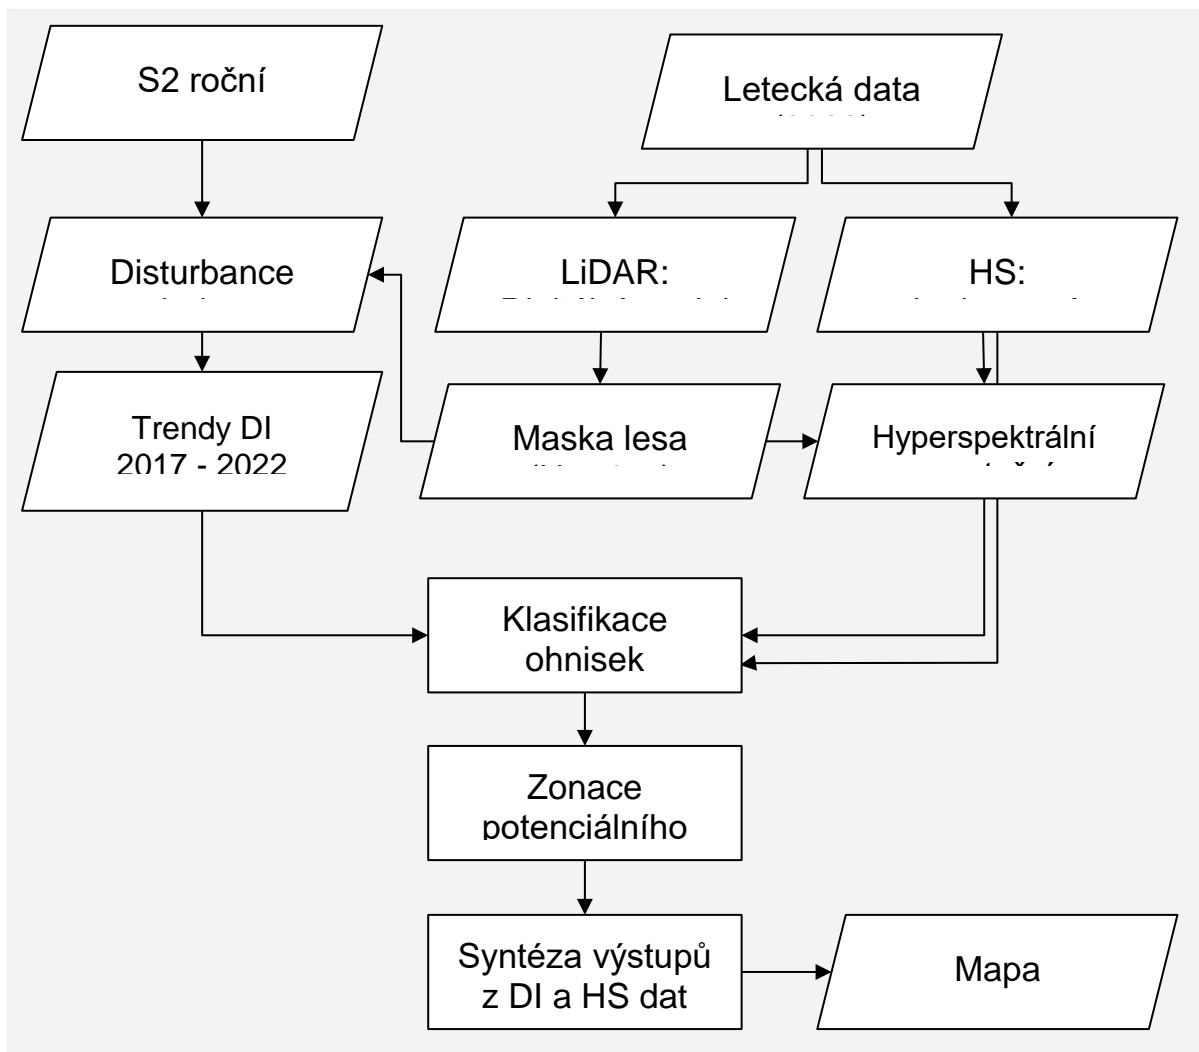 S2 roční
Letecká data
Disturbance
LiDAR:
HS:
Trendy DI
2017 - 2022
Maska lesa
Hyperspektrální
Klasifikace
ohnisek
Zonace
potenciálního
Syntéza výstupů
z DI a HS dat
Mapa